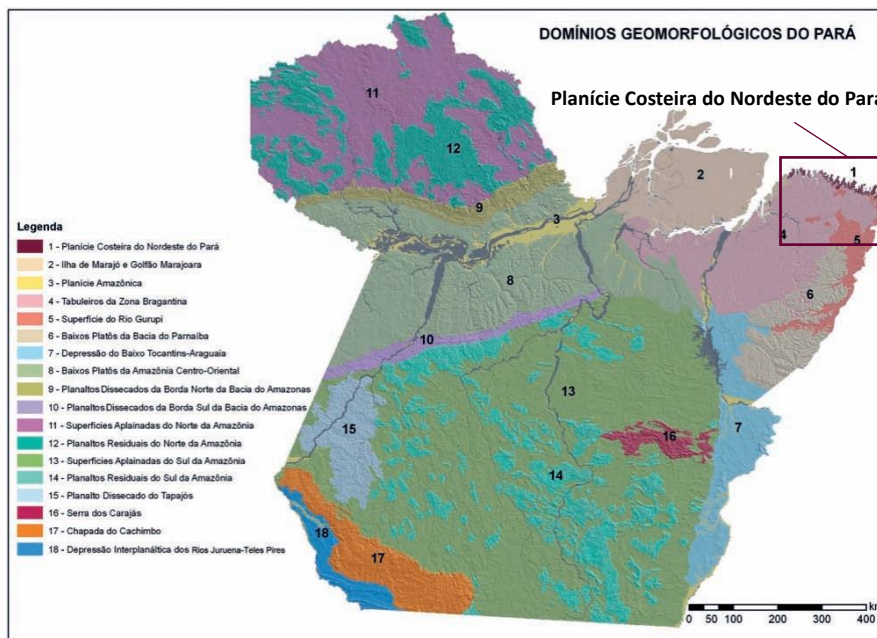 DOMÍNIOS GEOMORFOLÓGICOS DO PARÁ
Planície Costeira do Nordeste do Pará
11
12
2
1
9
3
4
5
8
6
10
13
15
16
7
14
18
17
Legenda
1 - Planície Costeira do Nordeste do Pará
2 - Ilha de Marajó e Golfão Marajoara
3 - Planície Amazônica
4 - Tabuleiros da Zona Bragantina
5 - Superfície do Rio Gurupi
6 - Baixos Platôs da Bacia do Parnaíba
7 - Depressão do Baixo Tocantins-Araguaia
8 - Baixos Platôs da Amazônia Centro-Oriental
9 - Planaltos Dissecados da Borda Norte da Bacia do Amazonas
10 - Planaltos Dissecados da Borda Sul da Bacia do Amazonas
11 - Superfícies Aplainadas do Norte da Amazônia
12 - Planaltos Residuais do Norte da Amazônia
13 - Superfícies Aplainadas do Sul da Amazônia
14 - Planaltos Residuais do Sul da Amazônia
15 - Planalto Dissecado do Tapajós
16 - Serra dos Carajás
17 - Chapada do Cachimbo
18 - Depressão Interplanáltica dos Rios Juruena-Teles Pires
0 50 100 200 300 400
km